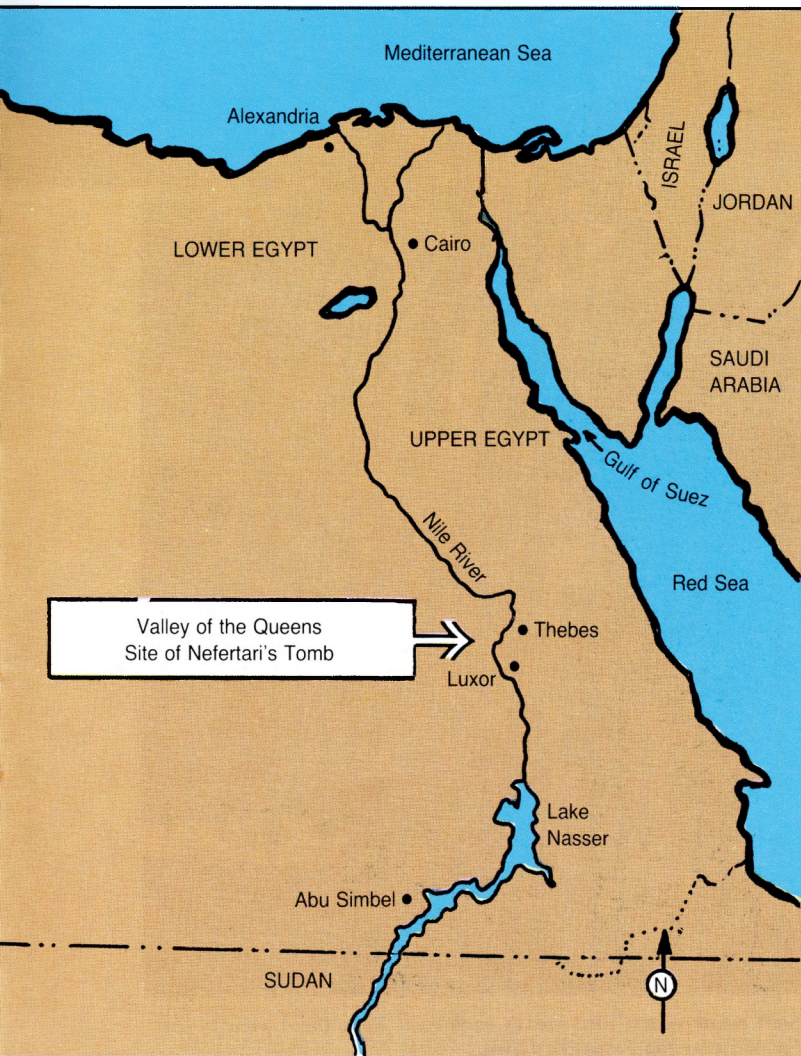 Mediterranean Sea
Alexandria
ISRAEL
JORDAN
LOWER EGYPT
Cairo
SAUDI
ARABIA
UPPER EGYPT
Gulf of Suez
Nile River
Red Sea
Valley of the Queens
Site of Nefertari's Tomb
Thebes
Luxor
Lake
Nasser
Abu Simbel
SUDAN
N